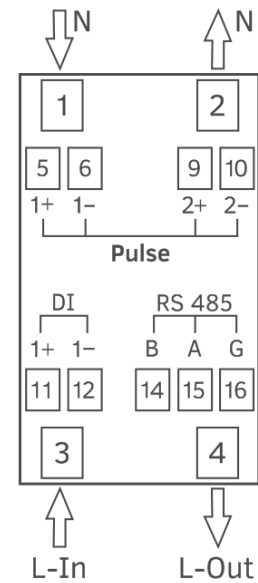 N N
1 2
5 6 9 10
1+ 1− 2+ 2−
Pulse
DI RS 485
1+ 1− B A G
11 12 14 15 16
3 4
L-In L-Out